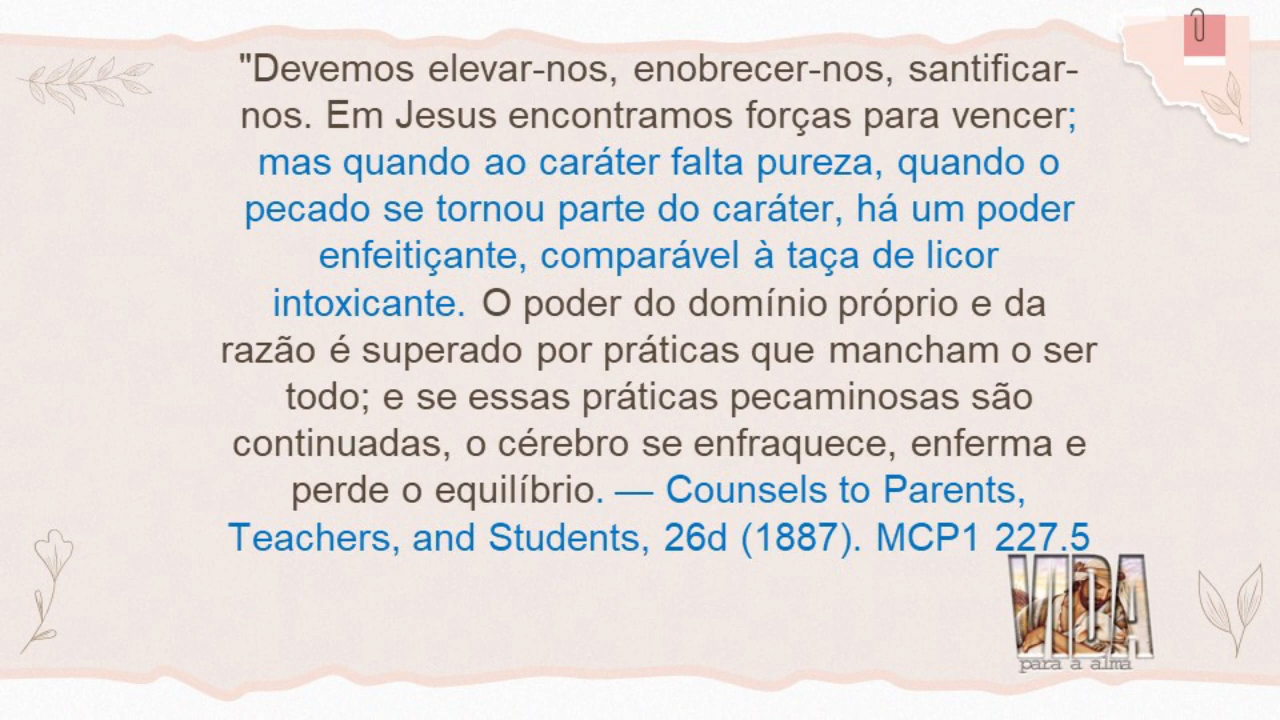 "Devemos elevar-nos, enobrecer-nos, santificar-
nos. Em Jesus encontramos forças para vencer;
mas quando ao caráter falta pureza, quando o
pecado se tornou parte do caráter, há um poder
enfeitiçante, comparável à taça de licor
intoxicante. O poder do domínio próprio e da
razão é superado por práticas que mancham o ser
todo; e se essas práticas pecaminosas são
continuadas, o cérebro se enfraquece, enferma e
perde o equilíbrio. — Counsels to Parents,
Teachers, and Students, 26d (1887). MCP1 227.5
VIDA
para a alma